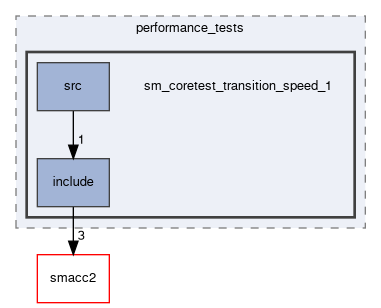 performance_tests
src
sm_coretest_transition_speed_1
1
include
3
smacc2